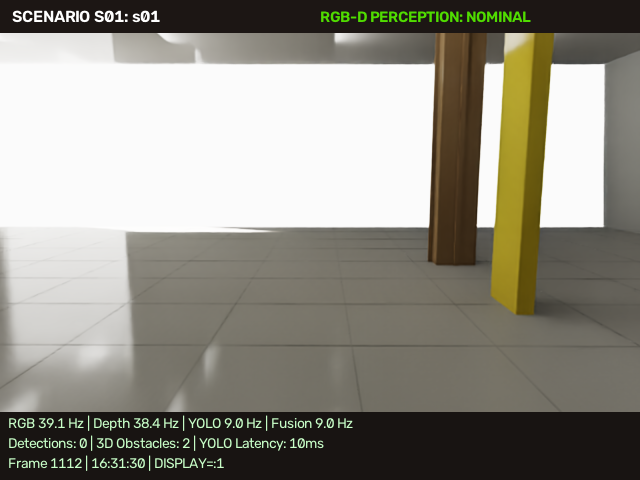 SCENARIO S01: s01
RGB-D PERCEPTION: NOMINAL
RGB 39.1 Hz | Depth 38.4 Hz | YOLO 9.0 Hz | Fusion 9.0 Hz
Detections: 0 | 3D Obstacles: 2 | YOLO Latency: 10ms
Frame 1112 | 16:31:30 | DISPLAY=:1